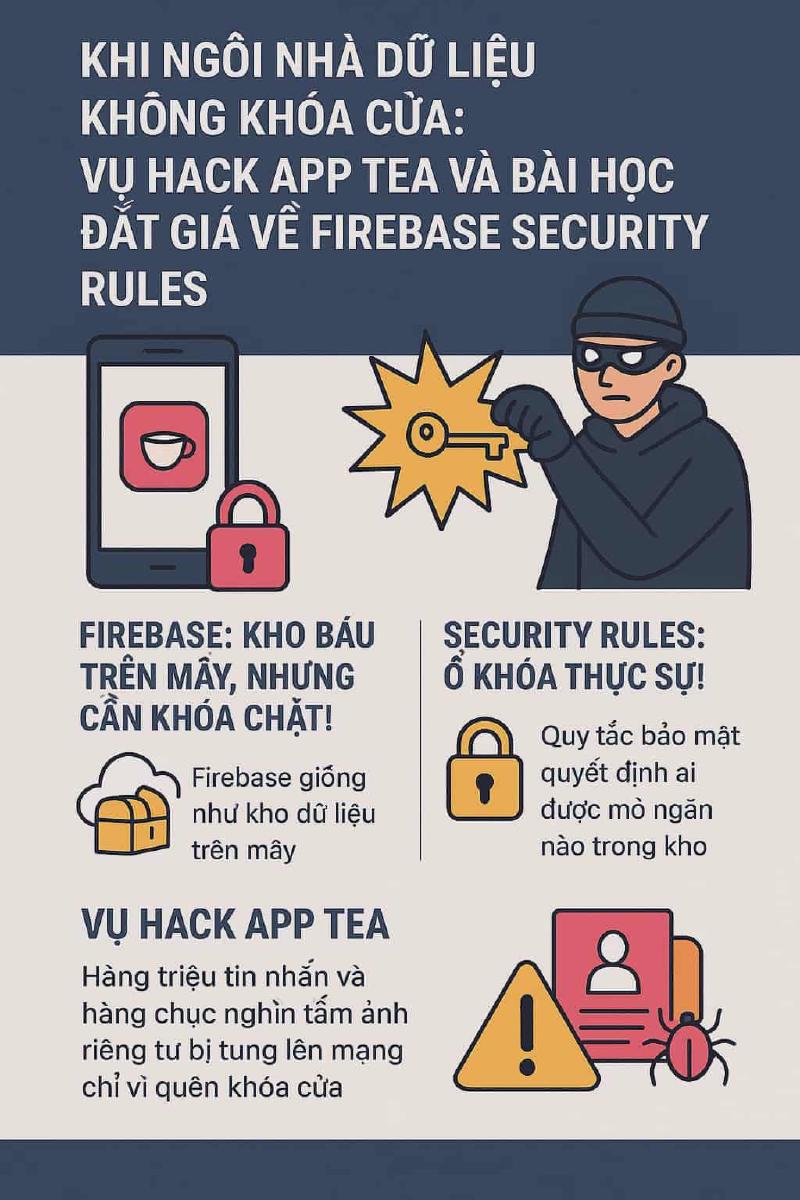 KHI NGÔI NHÀ DỮ LIỆU
KHÔNG KHÓA CỬA:
VỤ HACK APP TEA VÀ BÀI HỌC
ĐẮT GIÁ VỀ FIREBASE SECURITY
RULES
FIREBASE: KHO BÁU
TRÊN MÂY, NHƯNG
CẦN KHÓA CHẶT!
Firebase giống
như kho dữ liệu
trên mây
SECURITY RULES:
Ổ KHÓA THỰC SỰ!
Quy tắc bảo mật
quyết định ai
được mò ngăn
nào trong kho
VỤ HACK APP TEA
Hàng triệu tin nhắn và
hàng chục nghìn tấm ảnh
riêng tư bị tung lên mạng
chỉ vì quên khóa cửa